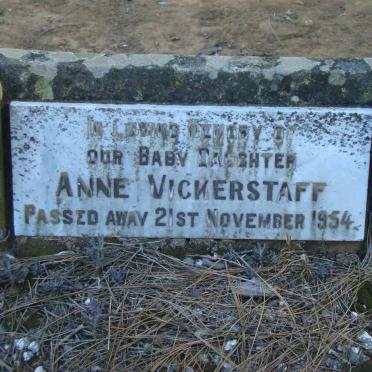 In loving memory of
our Baby Daughter
Anne Vickerstaff
Passed away 21st November 1954.